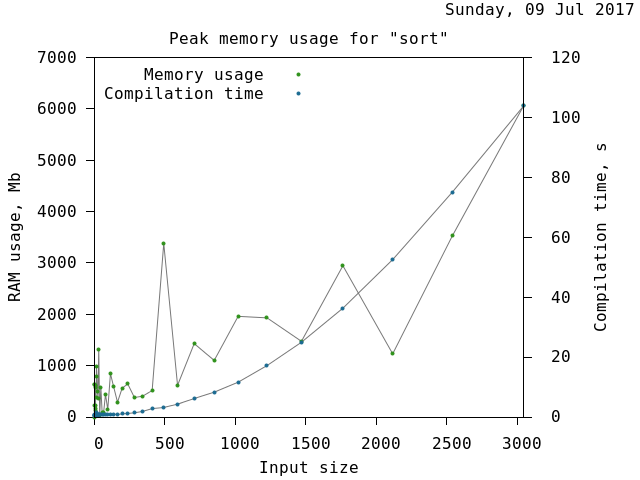 Sunday, 09 Jul 2017
Peak memory usage for "sort"
7000
6000
5000
4000
3000
2000
1000
0
RAM usage, Mb
Memory usage
Compilation time
120
100
80
60
40
20
0
Compilation time, s
0 500 1000 1500 2000 2500 3000
Input size